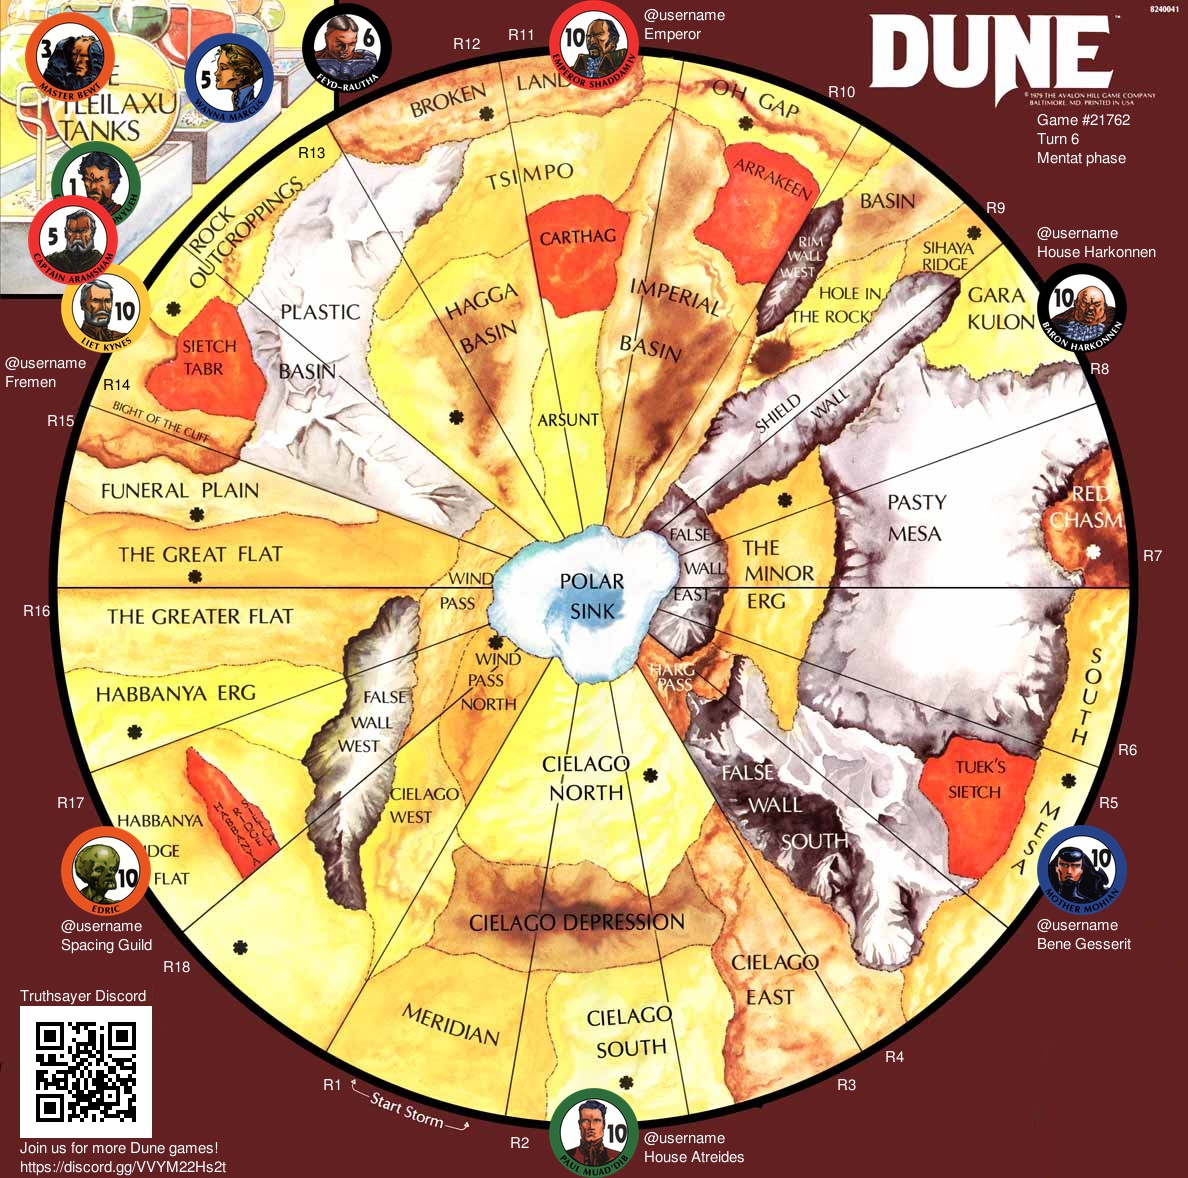 8240041
DUNE
™
© 1979 THE AVALON HILL GAME COMPANY
BALTIMORE, MD. PRINTED IN USA
Game #21762
Turn 6
Mentat phase
@username
Emperor
10
EMPEROR SHADDAM IV
R11
R12
6
FEYD-RAUTHA
3
MASTER BEWT
5
WANNA MARCUS
TLEILAXU
TANKS
1
5
CAPTAIN ARAMSHAM
10
LIET KYNES
@username
Fremen
R13
R14
R15
R16
R17
R18
R10
R9
@username
House Harkonnen
10
BARON HARKONNEN
R8
R7
R6
R5
R4
R3
R2
R1
BROKEN LAND
OH GAP
TSIMPO
ARRAKEEN
BASIN
ROCK
OUTCROPPINGS
CARTHAG
RIM
WALL
WEST
SIHAYA
RIDGE
PLASTIC
BASIN
HAGGA
BASIN
IMPERIAL
BASIN
HOLE IN
THE ROCK
GARA
KULON
SIETCH
TABR
BIGHT OF THE CLIFF
ARSUNT
SHIELD WALL
FUNERAL PLAIN
PASTY
MESA
RED
CHASM
FALSE
WALL
EAST
THE
MINOR
ERG
THE GREAT FLAT
WIND
PASS
POLAR
SINK
THE GREATER FLAT
WIND
PASS
NORTH
HARG
PASS
SOUTH
MESA
HABBANYA ERG
FALSE
WALL
WEST
CIELAGO
NORTH
FALSE
WALL
SOUTH
TUEK'S
SIETCH
CIELAGO
WEST
HABBANYA
FLAT
CIELAGO DEPRESSION
CIELAGO
EAST
MERIDIAN
CIELAGO
SOUTH
10
EDRIC
@username
Spacing Guild
10
MOTHER MOHIAM
@username
Bene Gesserit
Start Storm
10
PAUL MUAD'DIB
@username
House Atreides
Truthsayer Discord
Join us for more Dune games!
https://discord.gg/VVYM22Hs2t